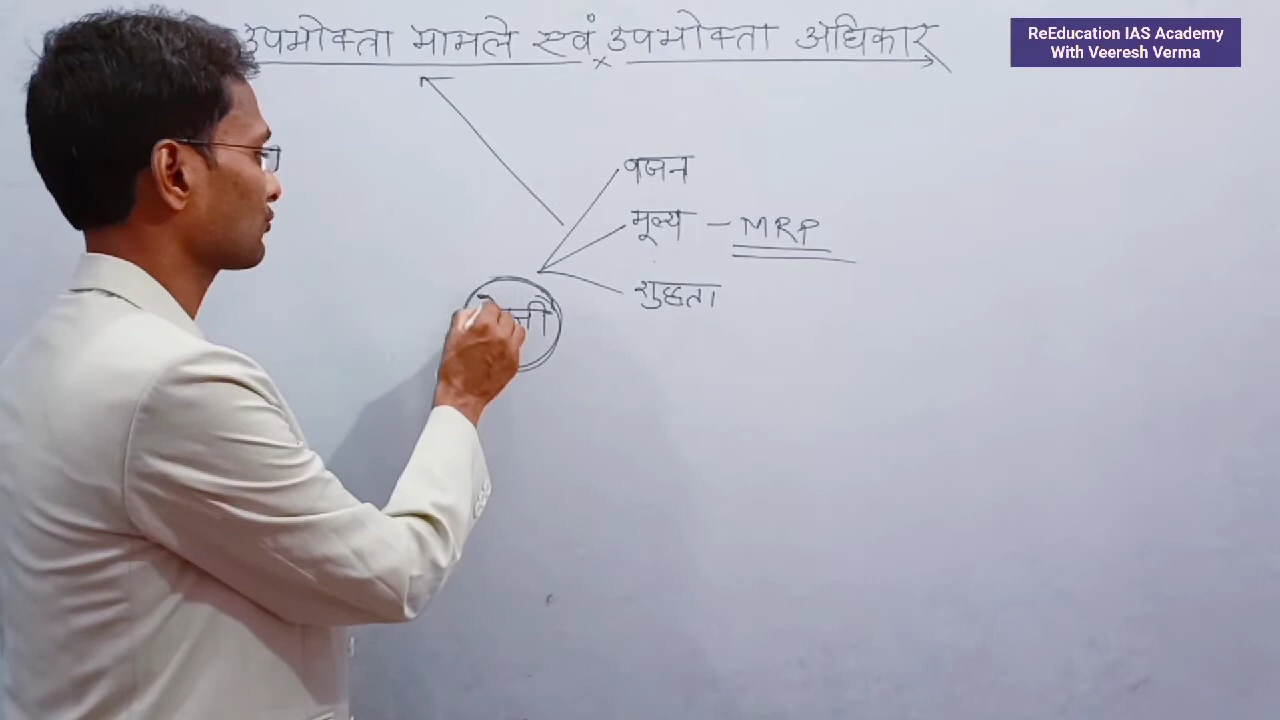 उपभोक्ता मामले एवं उपभोक्ता अधिकार
ReEducation IAS Academy
With Veeresh Verma
वजन
मूल्य - MRP
शुद्धता